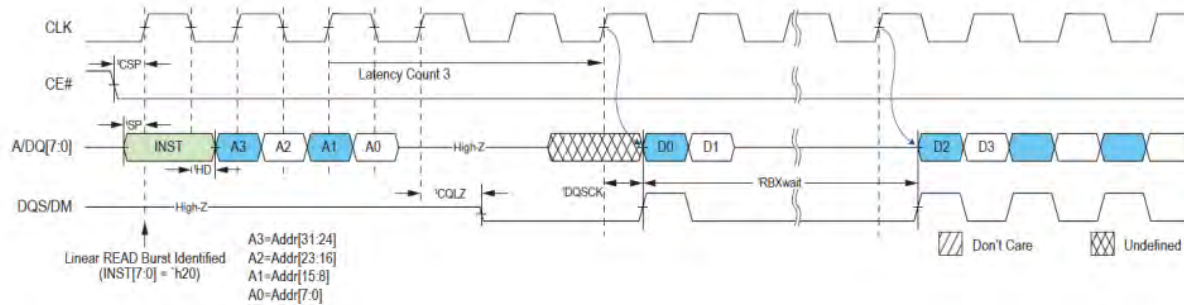 CLK
tCSP
CE#
Latency Count 3
tSP
A/DQ[7:0]
INST
A3
A2
A1
A0
High-Z
D0
D1
D2
D3
tHD
tCQLZ
tDQSCK
tRBXwait
DQS/DM
High-Z
Linear READ Burst Identified
(INST[7:0] = `h20)
A3=Addr[31:24]
A2=Addr[23:16]
A1=Addr[15:8]
A0=Addr[7:0]
Don't Care
Undefined